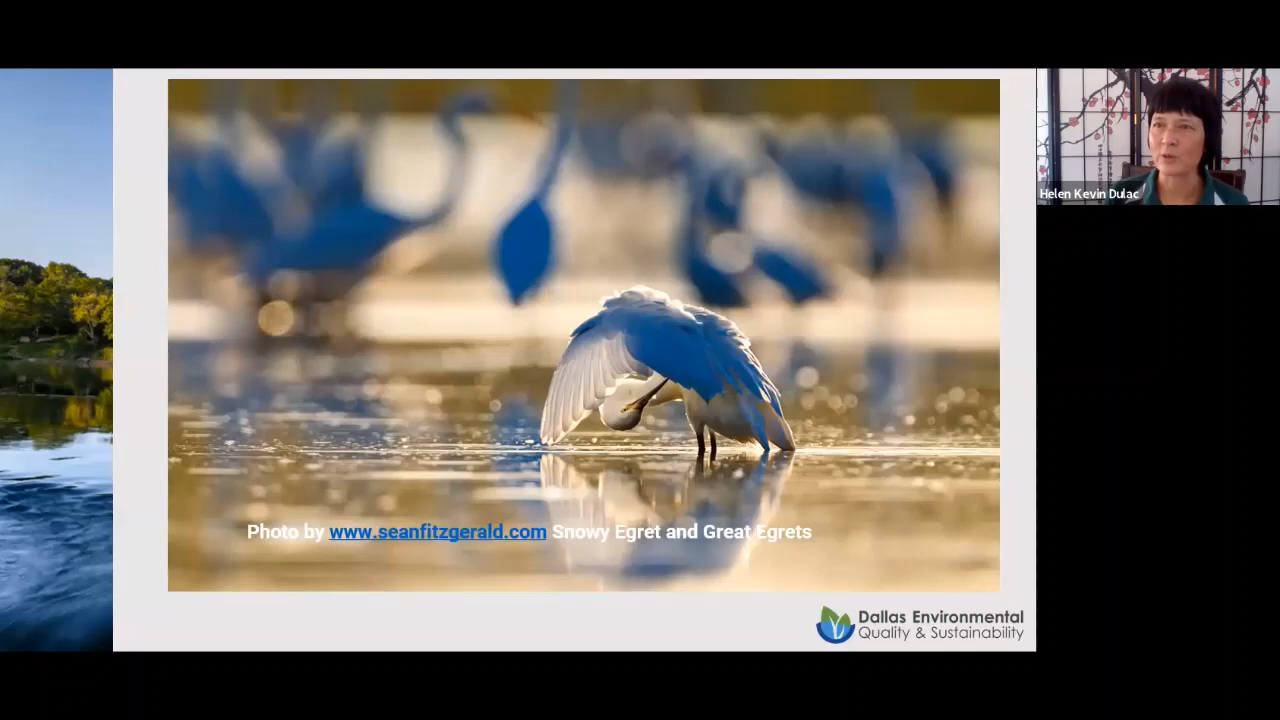 Helen Kevin Dulac
Photo by www.seanfitzgerald.com Snowy Egret and Great Egrets
Dallas Environmental
Quality & Sustainability